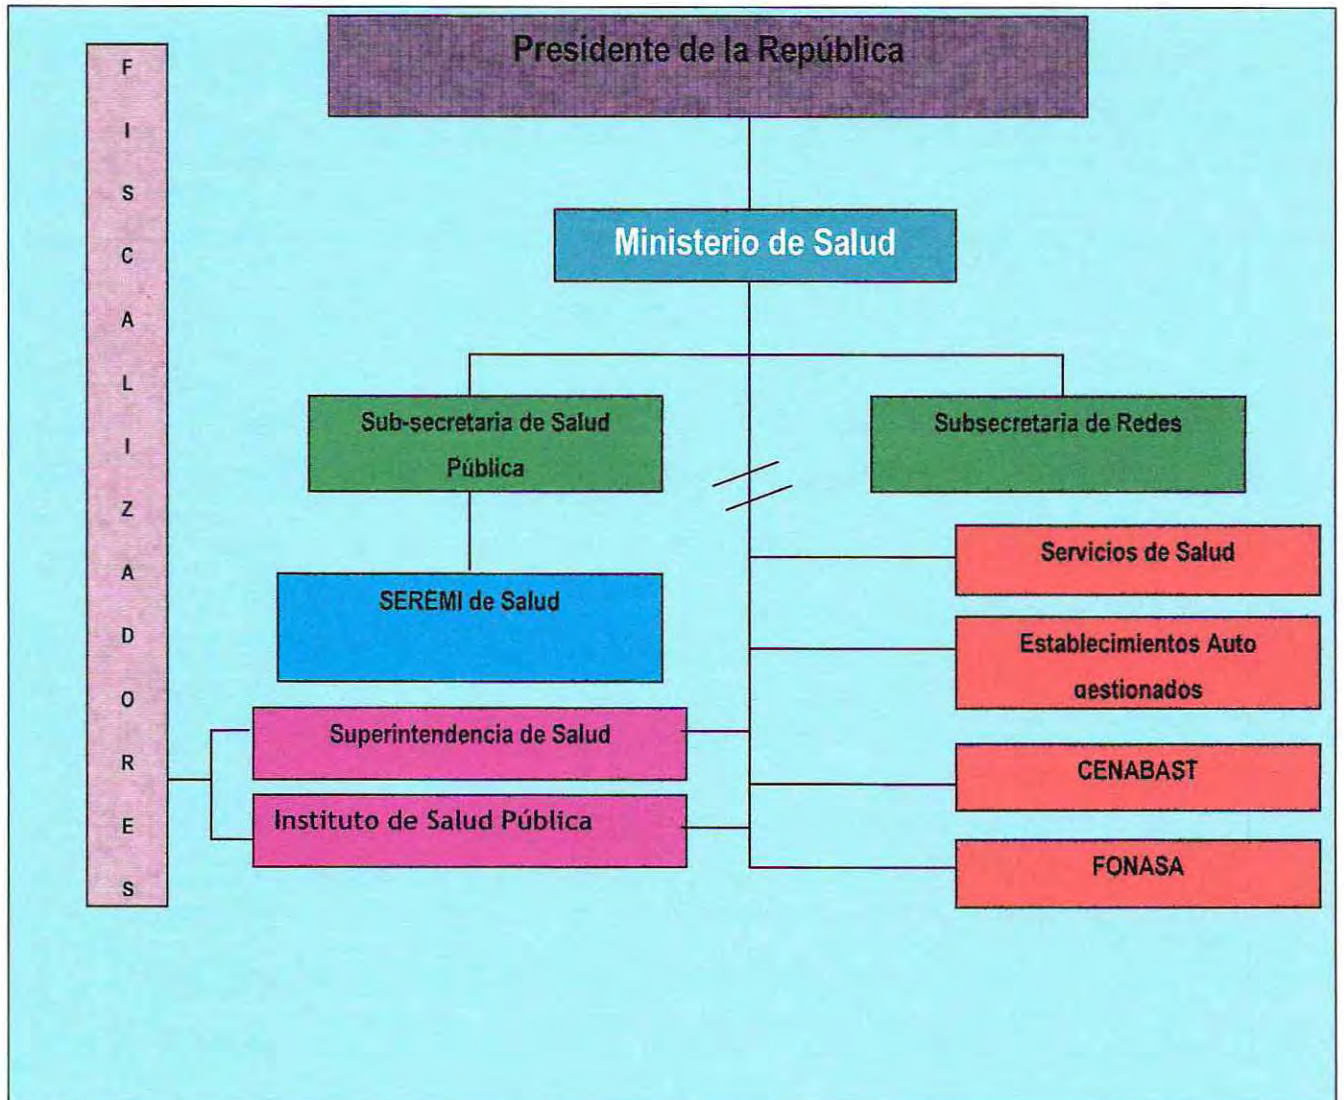 Presidente de la República
FISCALIZADORES
Ministerio de Salud
Sub-secretaria de Salud
Pública
Subsecretaria de Redes
Servicios de Salud
SEREMI de Salud
Establecimientos Auto
gestionados
Superintendencia de Salud
CENABAST
Instituto de Salud Pública
FONASA